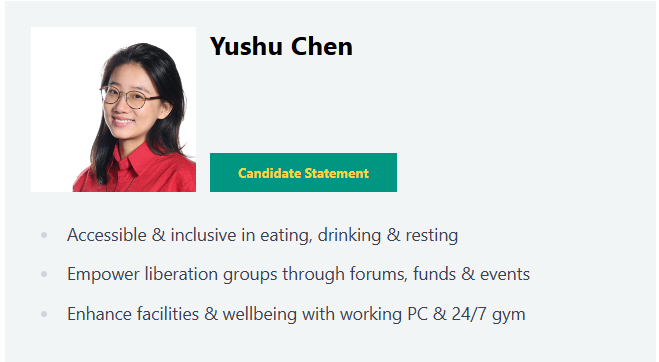 Yushu Chen
Candidate Statement
Accessible & inclusive in eating, drinking & resting
Empower liberation groups through forums, funds & events
Enhance facilities & wellbeing with working PC & 24/7 gym